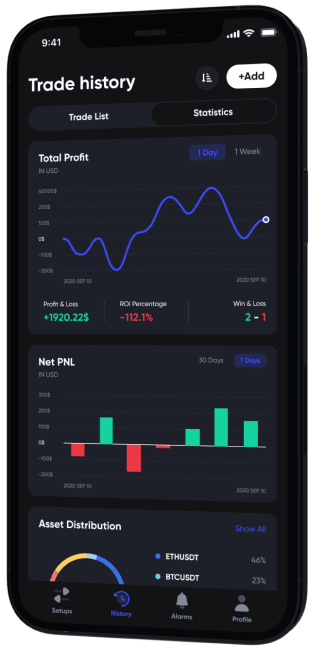 9:41
Trade history
+Add
Trade List
Statistics
Total Profit
1 Day
1 Week
IN USD
60000$
200$
100$
0$
-100$
-200$
2020 SEP 10
2020 SEP 10
Profit & Loss
ROI Percentage
Win & Loss
+1920.22$
-112.1%
2 - 1
Net PNL
30 Days
7 Days
IN USD
300$
200$
100$
0$
-100$
-200$
2020 SEP 10
2020 SEP 10
Asset Distribution
Show All
ETHUSDT
46%
BTCUSDT
23%
Setups
History
Alarms
Profile